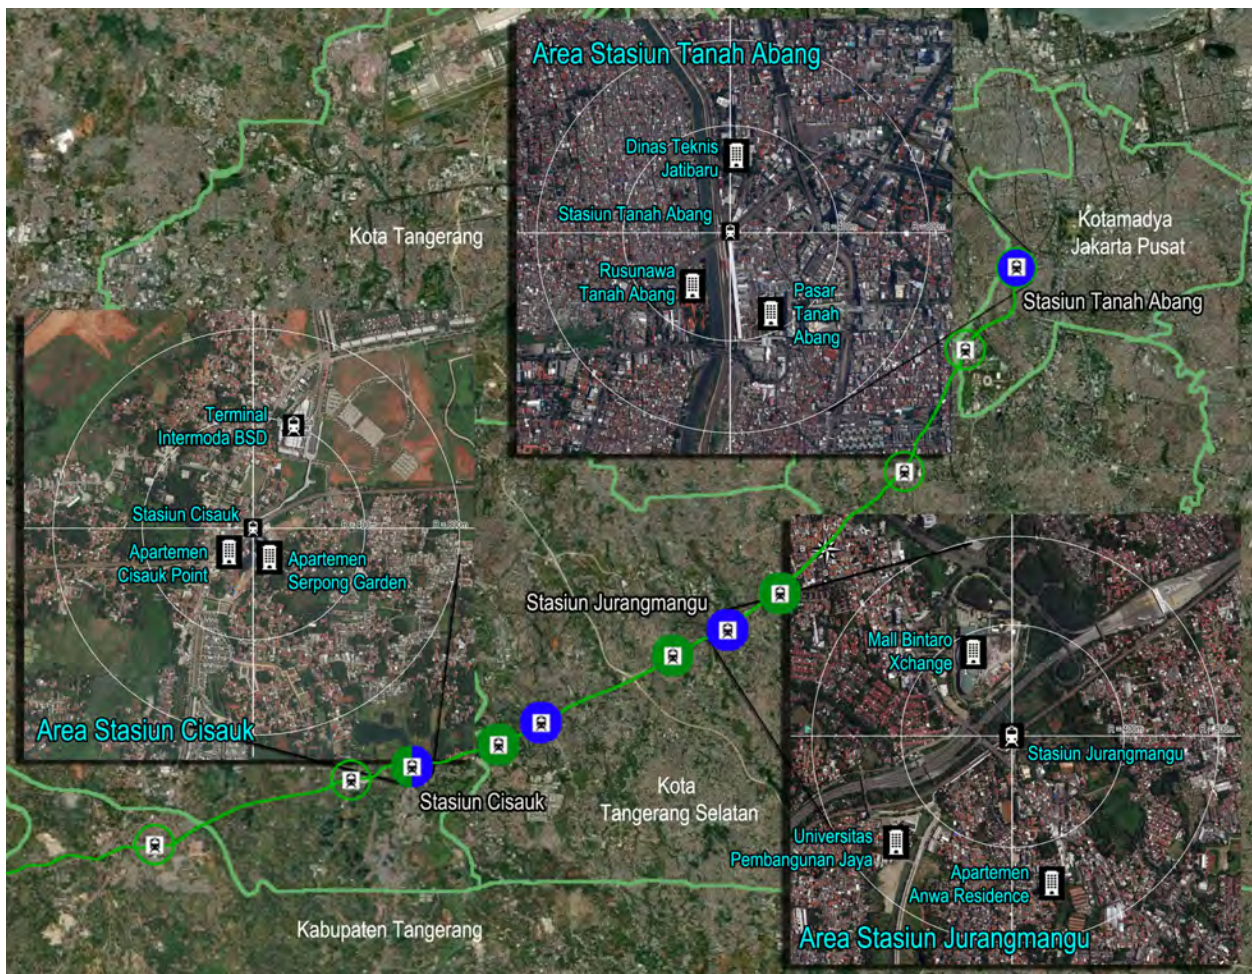 Area Stasiun Tanah Abang
Dinas Teknis
Jatibaru
Stasiun Tanah Abang
Rusunawa
Tanah Abang
Pasar
Tanah
Abang
Kota Tangerang
Kotamadya
Jakarta Pusat
Stasiun Tanah Abang
Terminal
Intermoda BSD
Stasiun Cisauk
Apartemen
Cisauk Point
Apartemen
Serpong Garden
Area Stasiun Cisauk
Stasiun Jurangmangu
Mall Bintaro
Xchange
Stasiun Jurangmangu
Universitas
Pembangunan Jaya
Apartemen
Anwa Residence
Area Stasiun Jurangmangu
Stasiun Cisauk
Kota
Tangerang Selatan
Kabupaten Tangerang